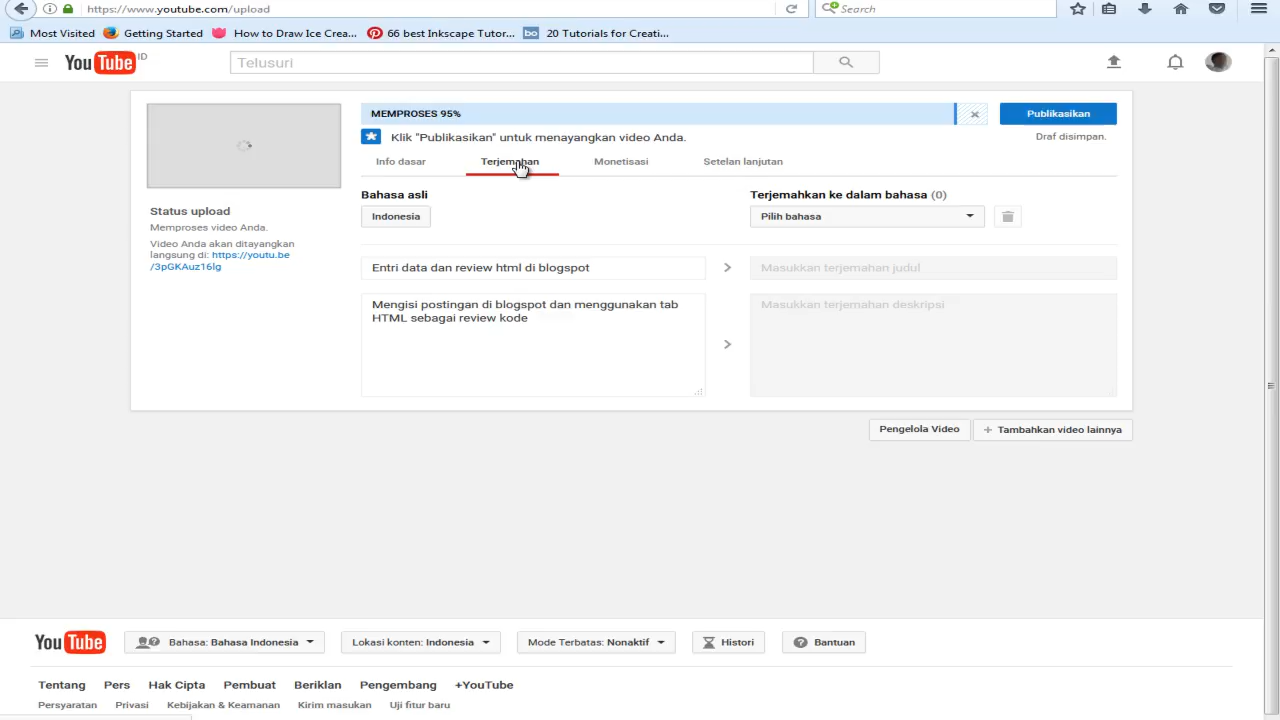 https://www.youtube.com/upload
Search
Most Visited
Getting Started
How to Draw Ice Crea...
66 best Inkscape Tutor...
bo
20 Tutorials for Creati...
YouTube ID
Telusuri
MEMPROSES 95%
Publikasikan
Klik "Publikasikan" untuk menayangkan video Anda.
Draf disimpan.
Info dasar
Terjemahan
Monetisasi
Setelan lanjutan
Status upload
Memproses video Anda.
Video Anda akan ditayangkan
langsung di: https://youtu.be
/3pGKAuz16lg
Bahasa asli
Indonesia
Terjemahkan ke dalam bahasa (0)
Pilih bahasa
Entri data dan review html di blogspot
Masukkan terjemahan judul
Mengisi postingan di blogspot dan menggunakan tab
HTML sebagai review kode
Masukkan terjemahan deskripsi
Pengelola Video
+ Tambahkan video lainnya
YouTube
Bahasa: Bahasa Indonesia
Lokasi konten: Indonesia
Mode Terbatas: Nonaktif
Histori
Bantuan
Tentang
Pers
Hak Cipta
Pembuat
Beriklan
Pengembang
+YouTube
Persyaratan
Privasi
Kebijakan & Keamanan
Kirim masukan
Uji fitur baru